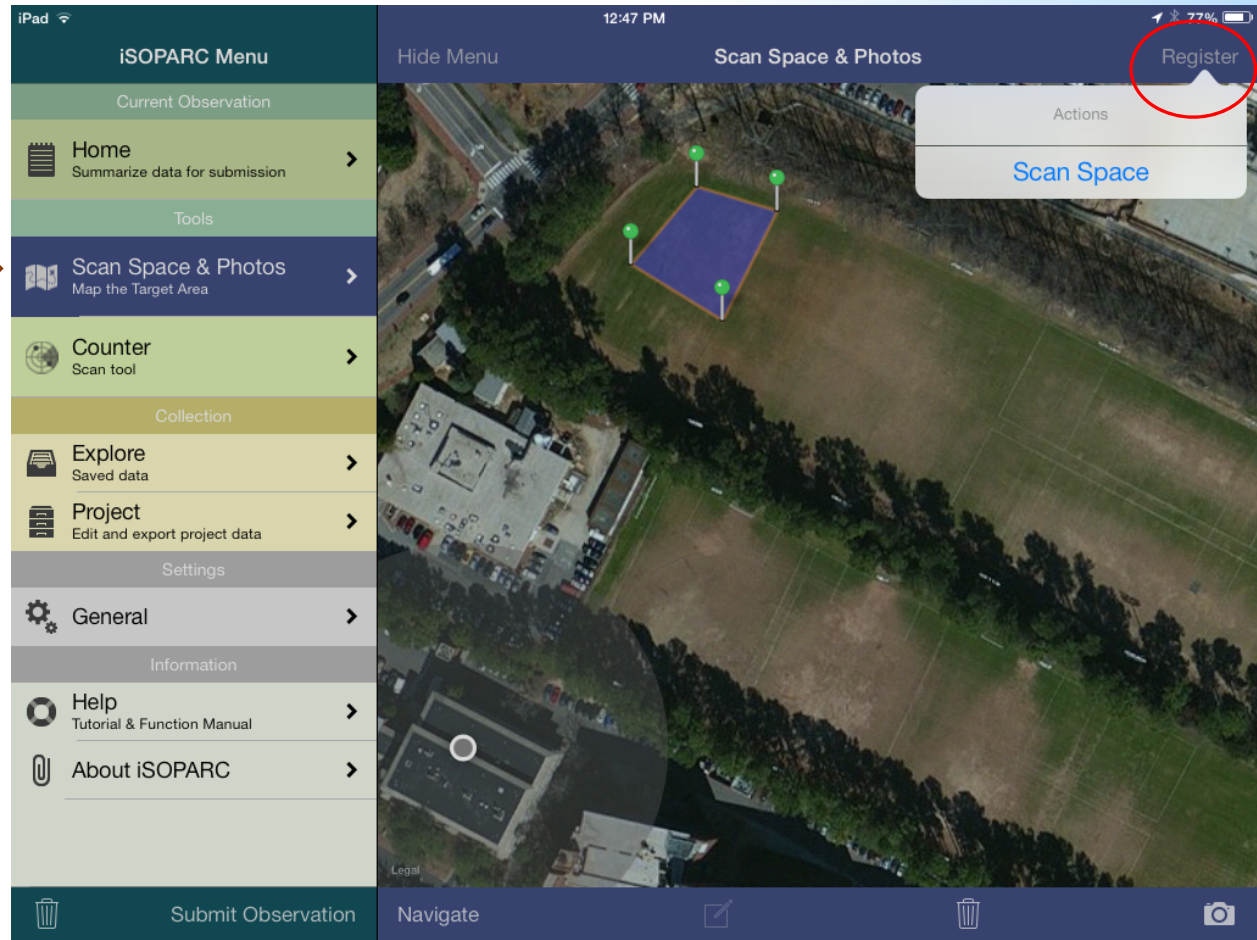 iPad 12:47 PM 77%
iSOPARC Menu
Hide Menu Scan Space & Photos Register
Current Observation
Home
Summarize data for submission
Tools
Scan Space & Photos
Map the Target Area
Counter
Scan tool
Collection
Explore
Saved data
Project
Edit and export project data
Settings
General
Information
Help
Tutorial & Function Manual
About iSOPARC
Submit Observation
Actions
Scan Space
Legal
Navigate